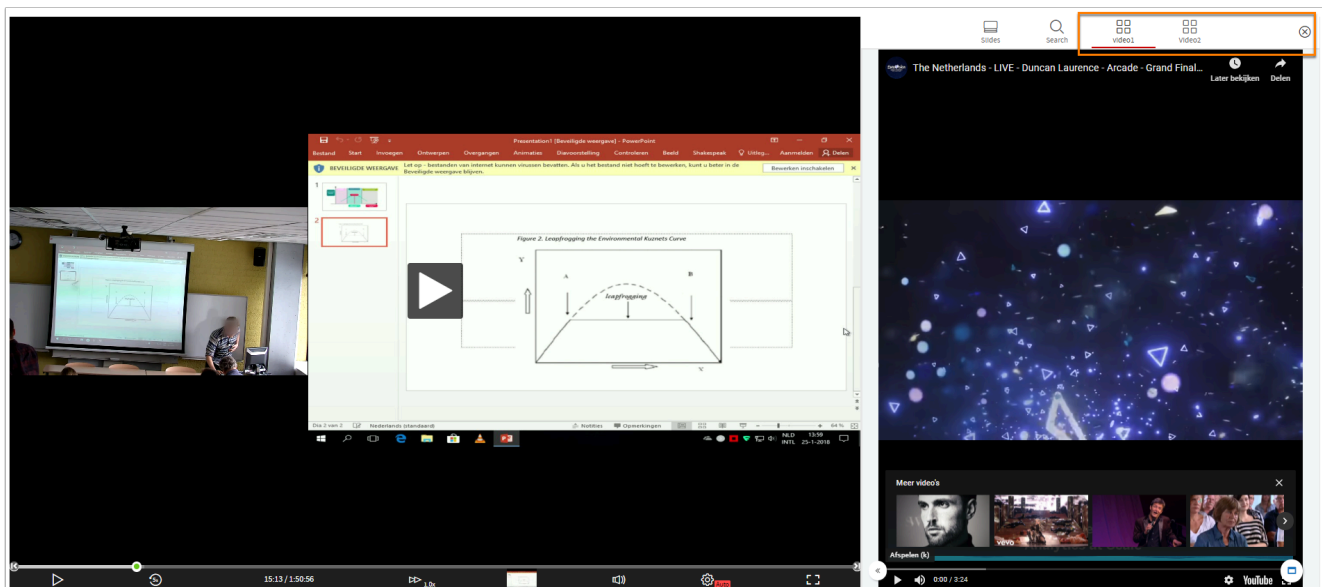 Slides
Search
video1
Video2
The Netherlands - LIVE - Duncan Laurence - Arcade - Grand Final...
Later bekijken
Delen
Presentation1 [Beveiligde weergave] - PowerPoint
Bestand
Start
Invoegen
Ontwerpen
Overgangen
Animaties
Diavoorstelling
Controleren
Beeld
Shakespeak
Uitleg...
Aanmelden
Delen
BEVEILIGDE WEERGAVE
Let op - bestanden van internet kunnen virussen bevatten. Als u het bestand niet hoeft te bewerken, kunt u beter in de
Beveiligde weergave blijven.
Bewerken inschakelen
1
2
Figure 2. Leapfrogging the Environmental Kuznets Curve
Y
A
B
leapfrogging
X
Dia 2 van 2
Nederlands (standaard)
Notities
Opmerkingen
64 %
NLD
INTL
13:59
25-1-2018
Meer video's
vevo
Afspelen (k)
15:13 / 1:50:56
1.0x
Auto
0:00 / 3:24
YouTube